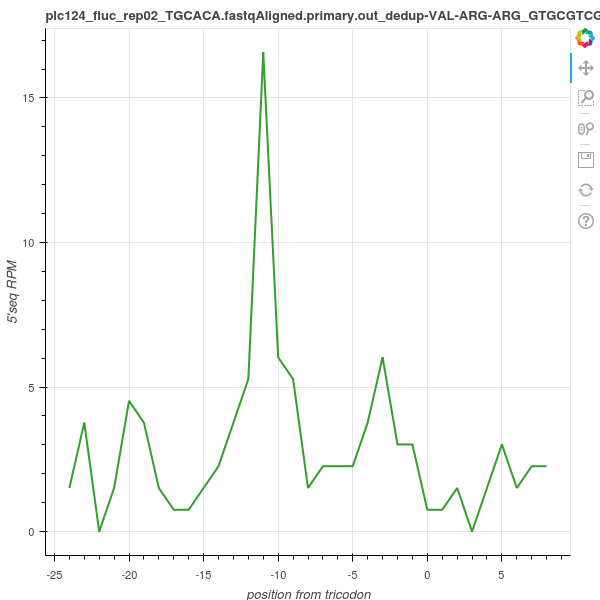 plc124_fluc_rep02_TGCACA.fastqAligned.primary.out_dedup-VAL-ARG-ARG_GTGCGTCG
15
10
5
0
5'seq RPM
-25 -20 -15 -10 -5 0 5
position from tricodon